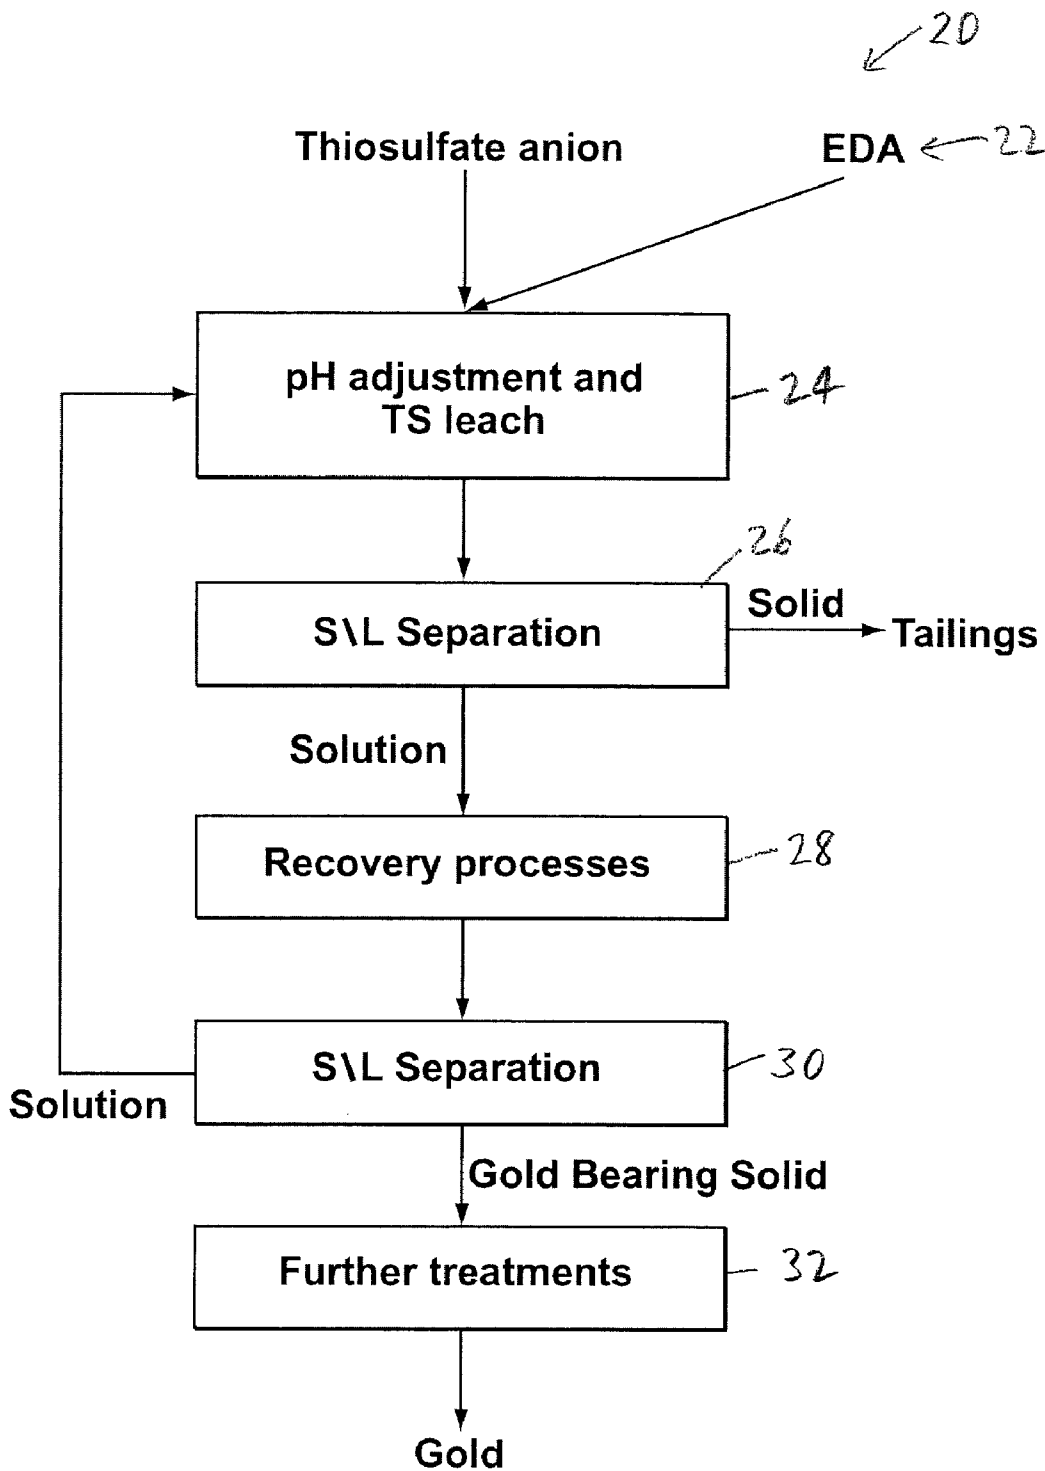 20
Thiosulfate anion
EDA
22
pH adjustment and
TS leach
24
26
S\L Separation
Solid
Tailings
Solution
Recovery processes
28
S\L Separation
30
Solution
Gold Bearing Solid
Further treatments
32
Gold